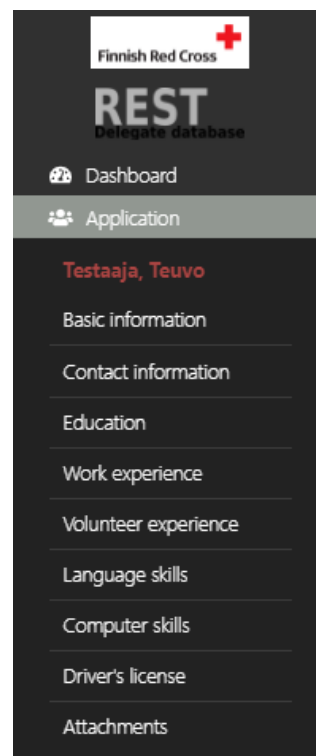 Finnish Red Cross
REST
Delegate database
Dashboard
Application
Testaaja, Teuvo
Basic information
Contact information
Education
Work experience
Volunteer experience
Language skills
Computer skills
Driver's license
Attachments